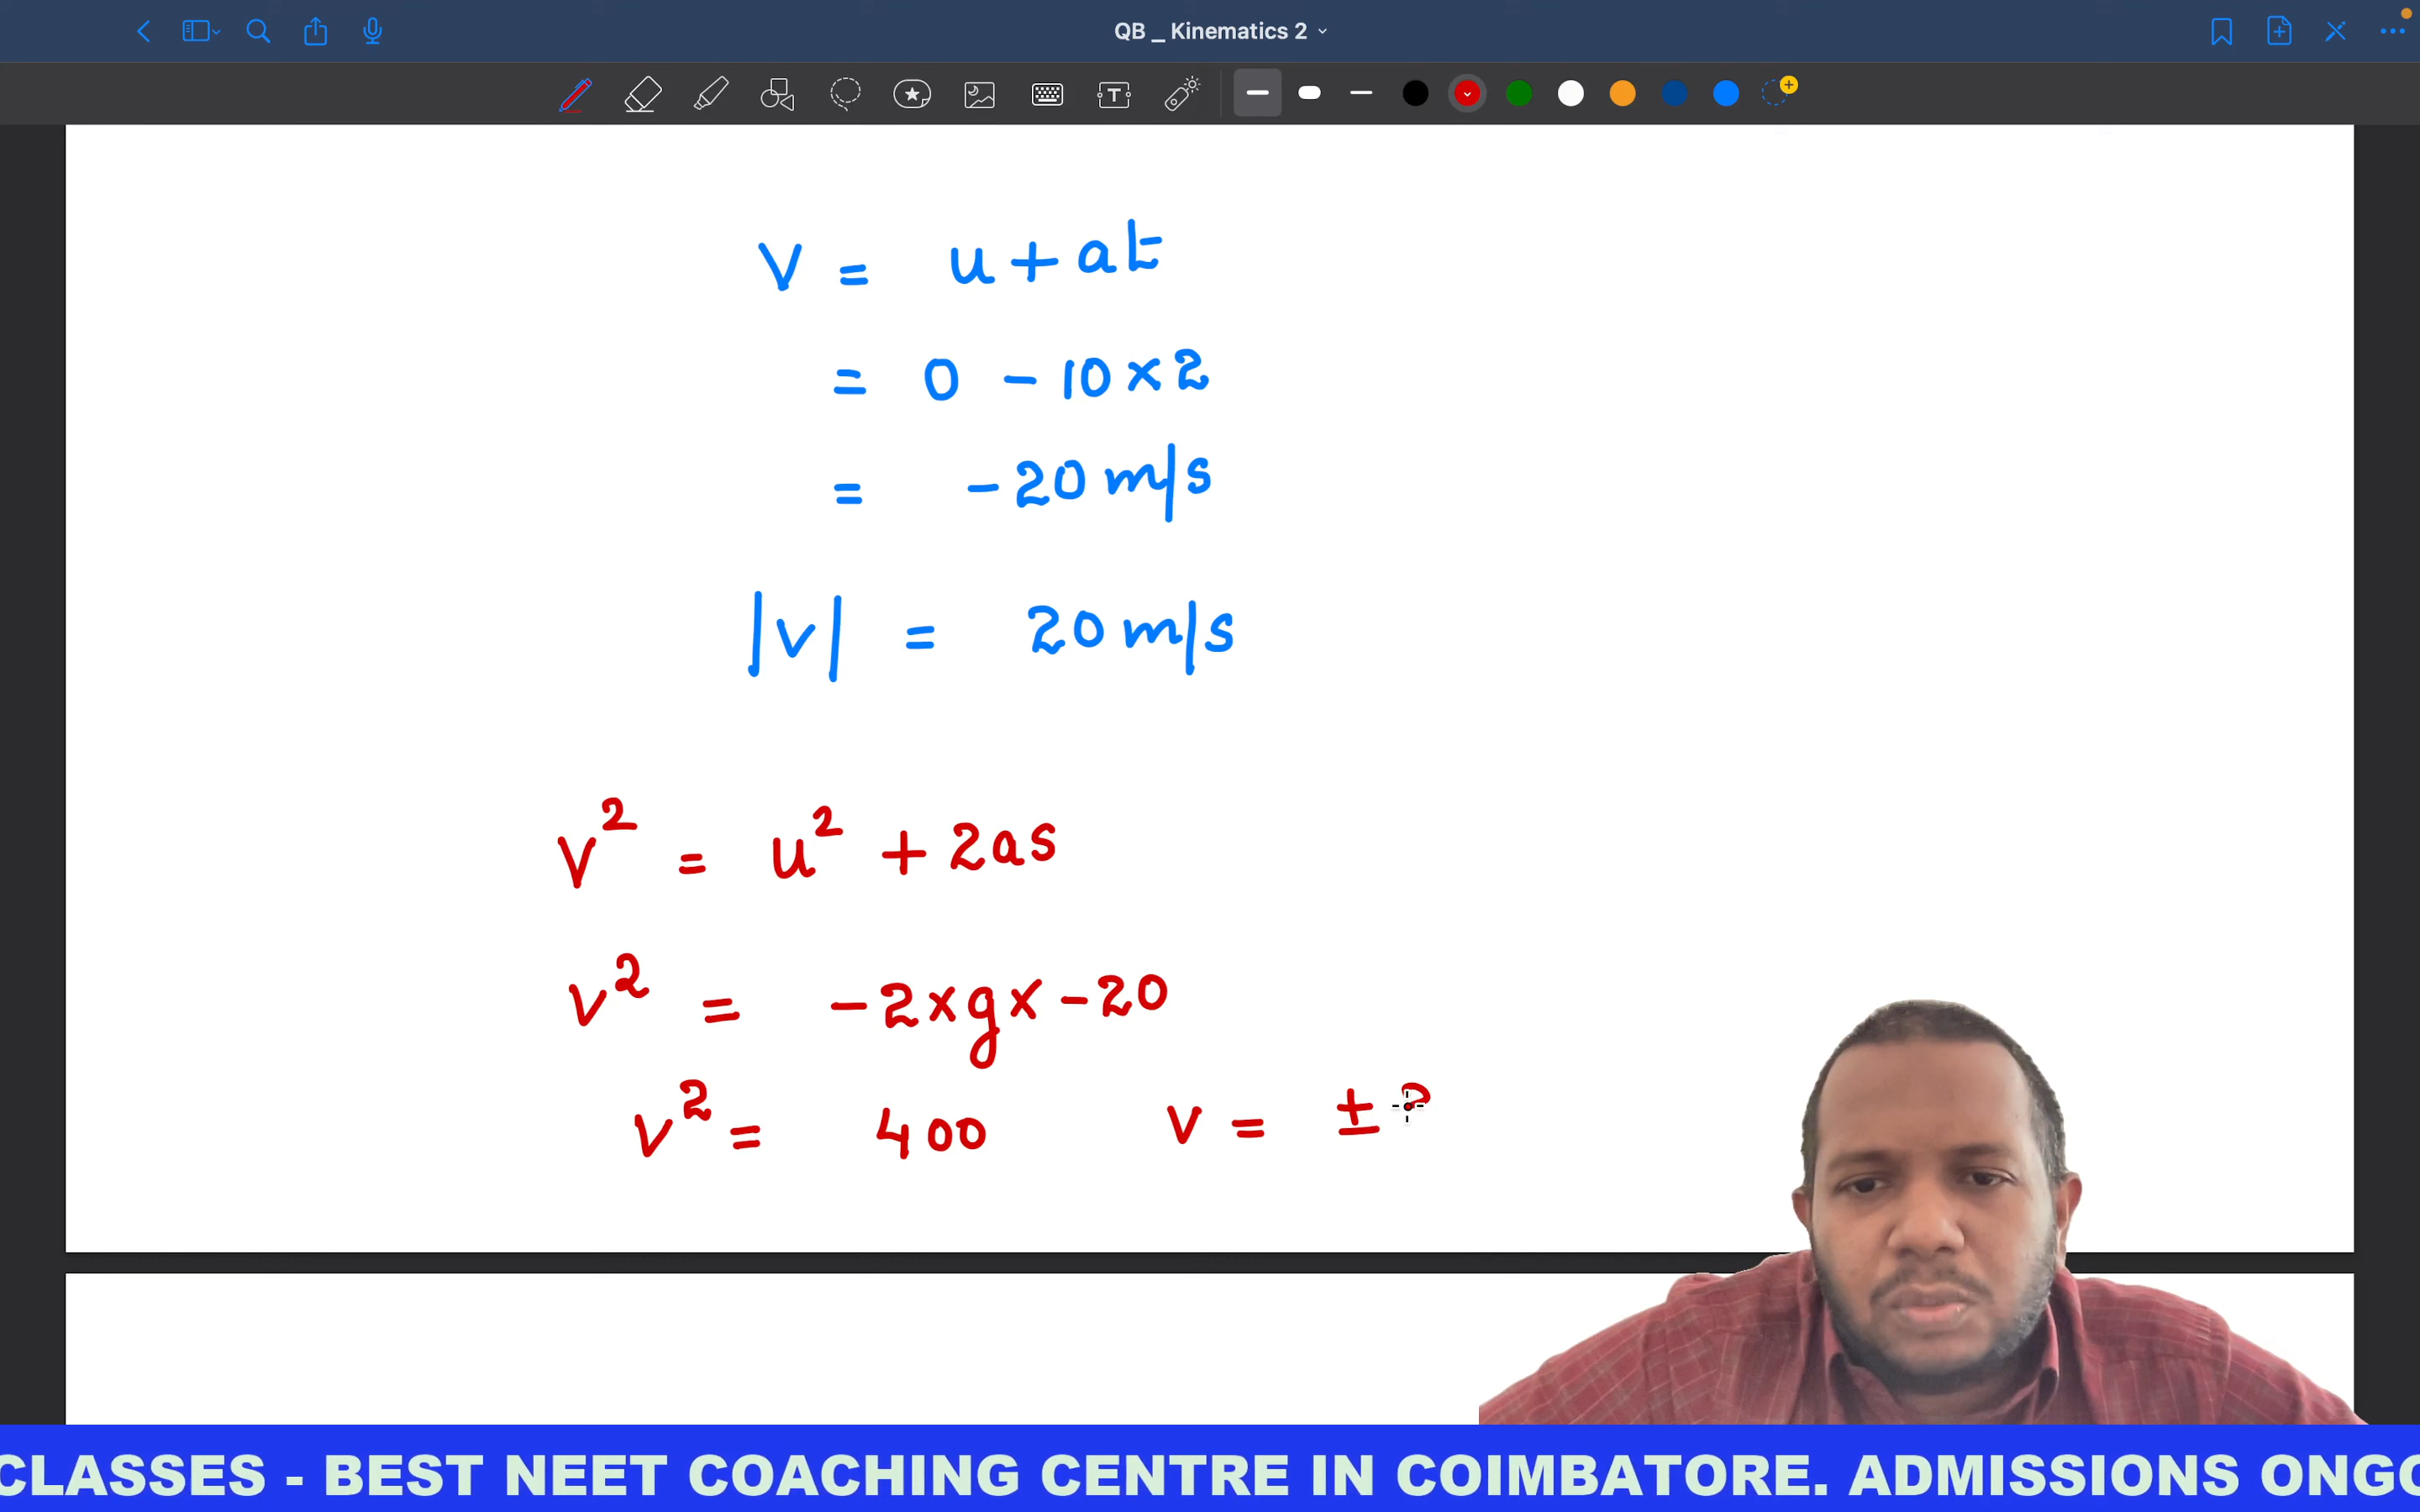 QB _ Kinematics 2
T
V = u + at
= 0 - 10 × 2
= -20 m/s
|v| = 20 m/s
V² = u² + 2as
v² = -2 × g × -20
v² = 400 v = ±
CLASSES - BEST NEET COACHING CENTRE IN COIMBATORE. ADMISSIONS ONGO